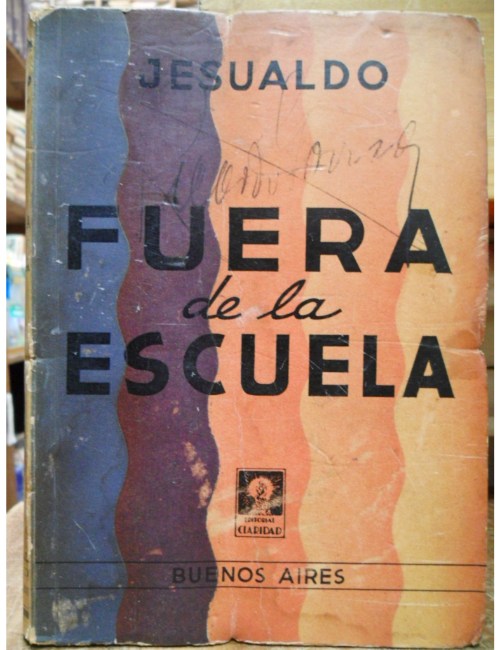 JESUALDO
FUERA
de la
ESCUELA
EDITORIAL
CLARIDAD
BUENOS AIRES